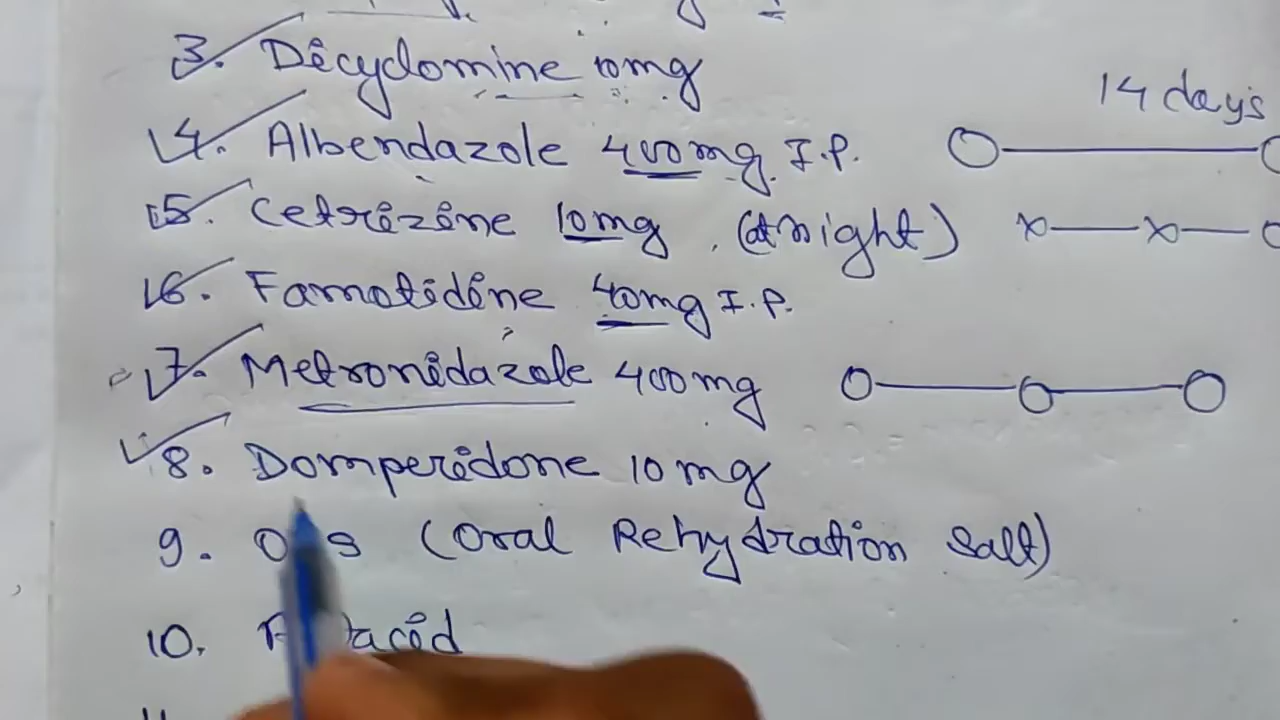 3. Dicyclomine 10mg
14 days
4. Albendazole 400mg I.P.
5. Cetrizine 10mg (at night) x x
6. Famotidine 40mg I.P.
7. Metronidazole 400mg
8. Domperidone 10mg
9. (Oral Rehydration Salt)
10.